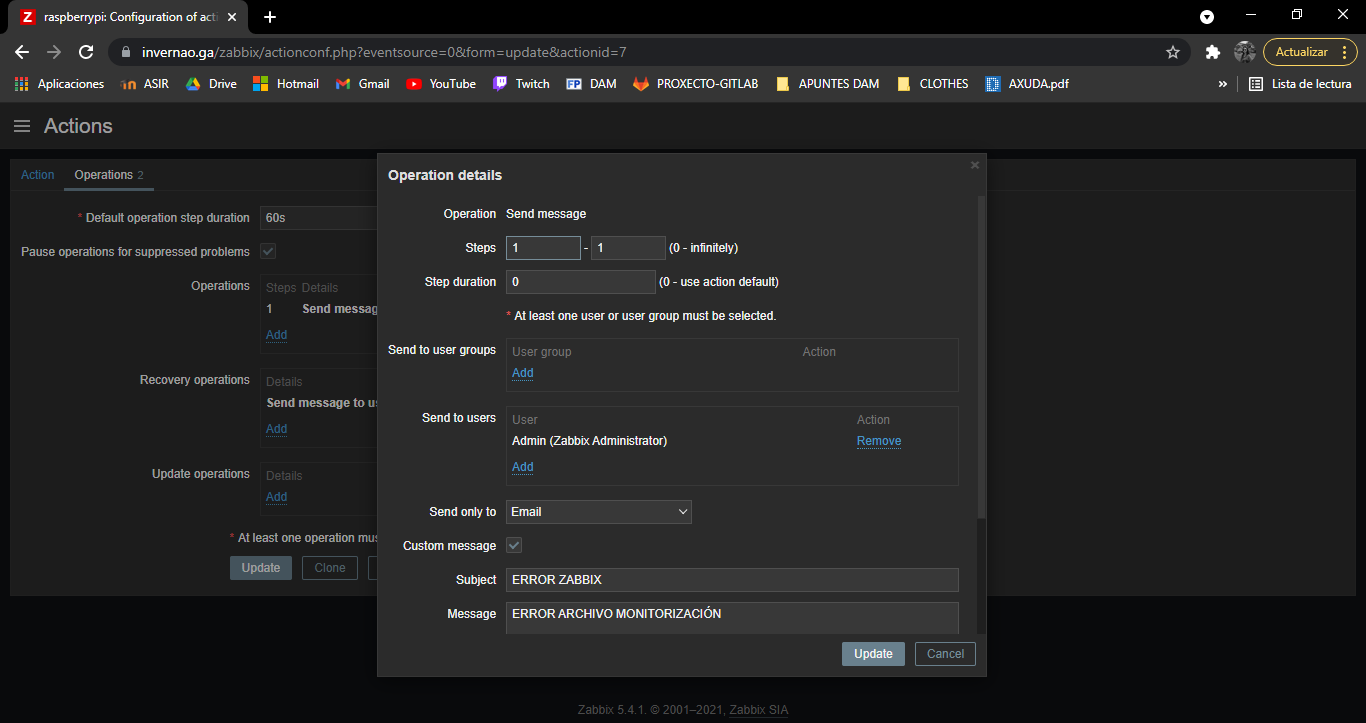 raspberrypi: Configuration of acti
invernao.ga/zabbix/actionconf.php?eventsource=0&form=update&actionid=7
Actualizar
Aplicaciones
ASIR
Drive
Hotmail
Gmail
YouTube
Twitch
FP DAM
PROXECTO-GITLAB
APUNTES DAM
CLOTHES
AXUDA.pdf
»
Lista de lectura
Actions
Action
Operations 2
* Default operation step duration 60s
Pause operations for suppressed problems
Operations
Steps Details
1 Send messag
Add
Recovery operations
Details
Send message to us
Add
Update operations
Details
Add
* At least one operation mus
Update
Clone
Operation details
Operation Send message
Steps 1 - 1 (0 - infinitely)
Step duration 0 (0 - use action default)
* At least one user or user group must be selected.
Send to user groups
User group Action
Add
Send to users
User Action
Admin (Zabbix Administrator) Remove
Add
Send only to Email
Custom message
Subject ERROR ZABBIX
Message ERROR ARCHIVO MONITORIZACIÓN
Update Cancel
Zabbix 5.4.1. © 2001–2021, Zabbix SIA